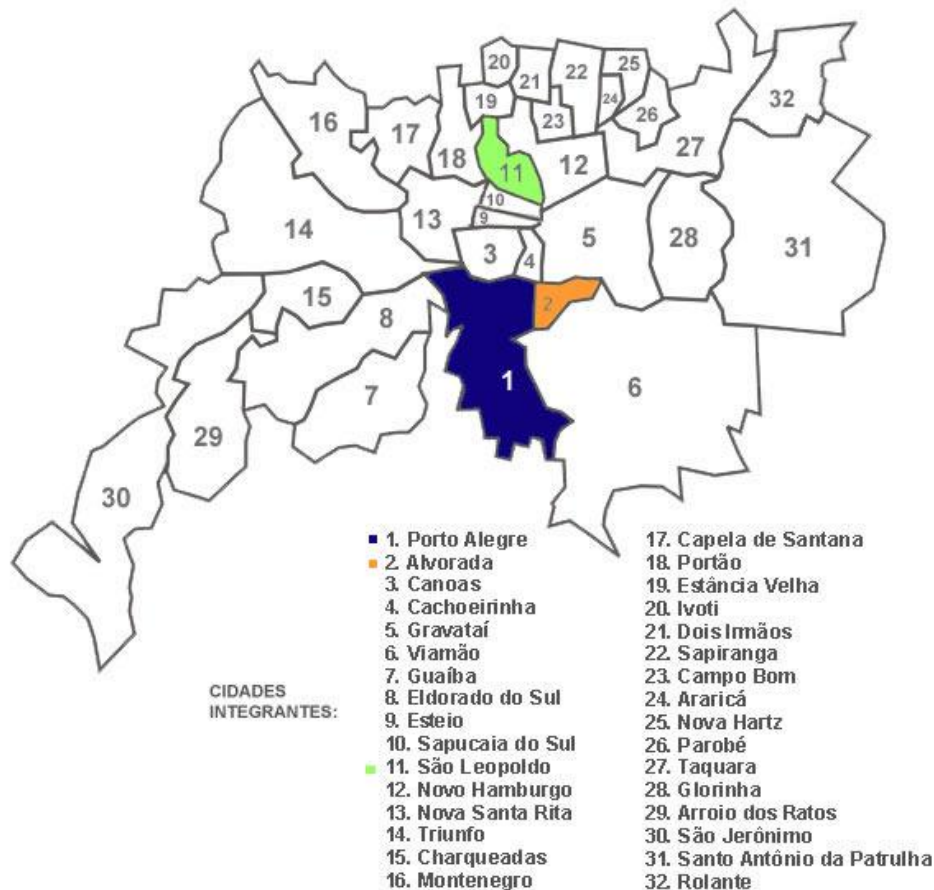 20
25
22
21
24
32
19
26
16
23
17
27
18
12
11
10
13
9
14
5
28
31
3
4
15
2
8
1
6
7
29
30
1. Porto Alegre
2. Alvorada
3. Canoas
4. Cachoeirinha
5. Gravataí
6. Viamão
7. Guaíba
8. Eldorado do Sul
9. Esteio
10. Sapucaia do Sul
11. São Leopoldo
12. Novo Hamburgo
13. Nova Santa Rita
14. Triunfo
15. Charqueadas
16. Montenegro
17. Capela de Santana
18. Portão
19. Estância Velha
20. Ivoti
21. Dois Irmãos
22. Sapiranga
23. Campo Bom
24. Araricá
25. Nova Hartz
26. Parobé
27. Taquara
28. Glorinha
29. Arroio dos Ratos
30. São Jerônimo
31. Santo Antônio da Patrulha
32. Rolante
CIDADES
INTEGRANTES: